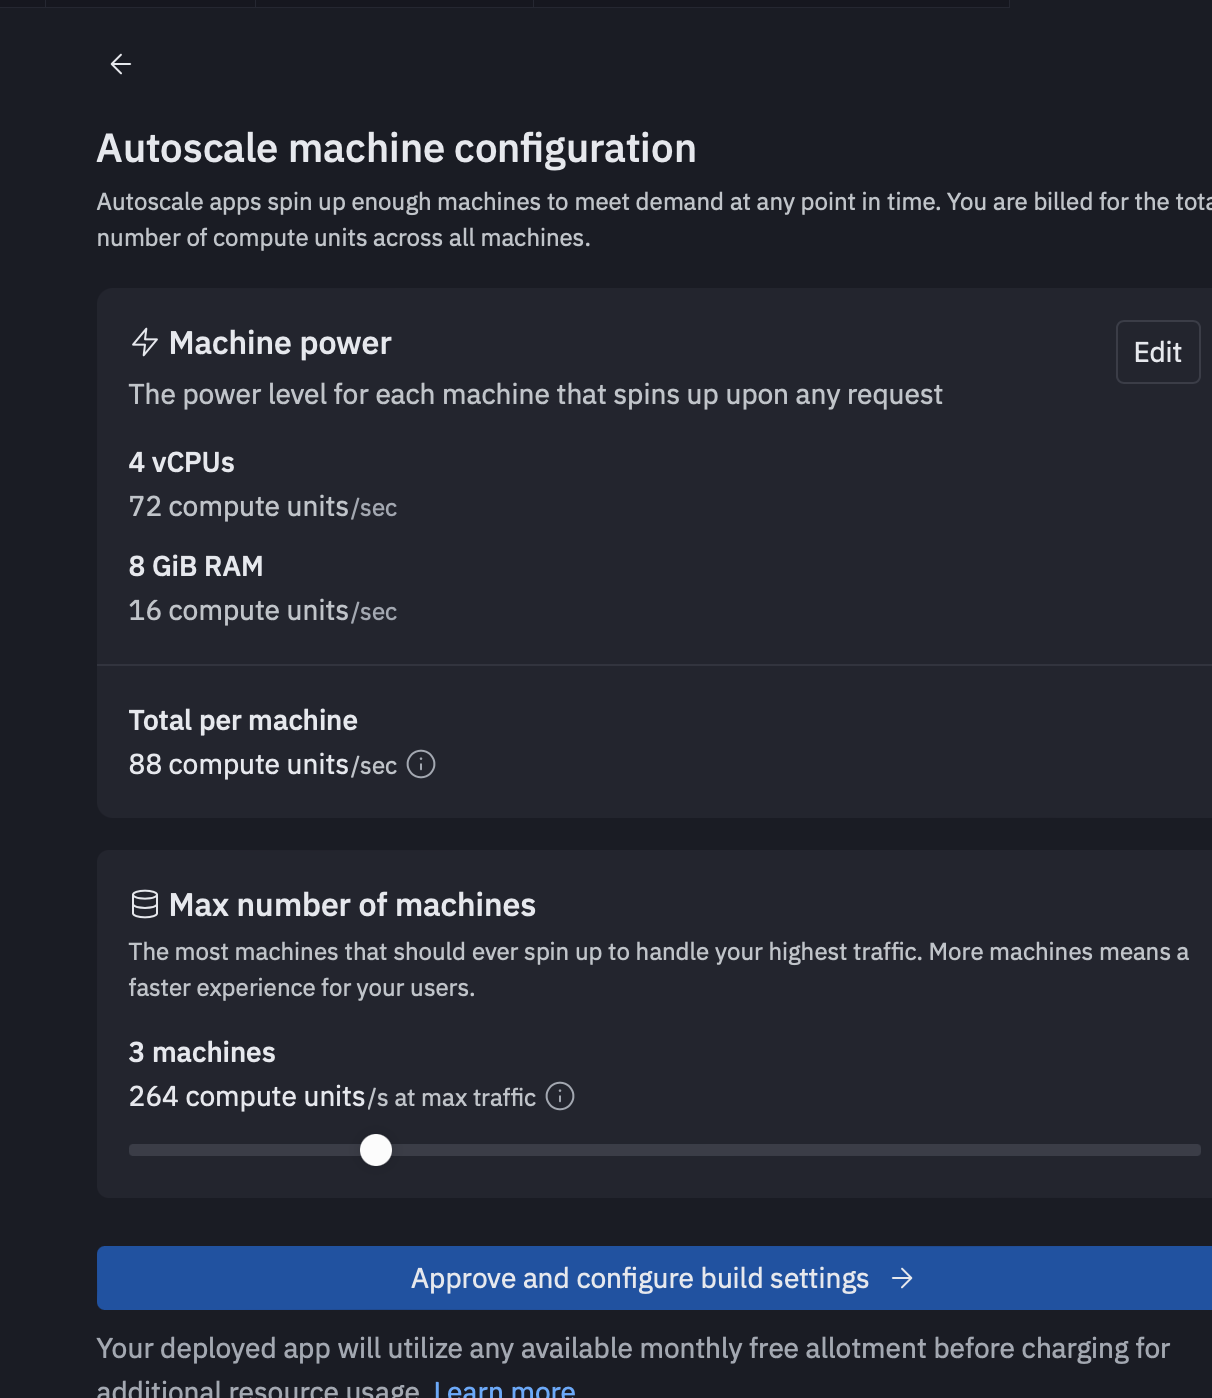 Autoscale machine configuration
Autoscale apps spin up enough machines to meet demand at any point in time. You are billed for the tota
number of compute units across all machines.
Machine power
Edit
The power level for each machine that spins up upon any request
4 vCPUs
72 compute units/sec
8 GiB RAM
16 compute units/sec
Total per machine
88 compute units/sec
Max number of machines
The most machines that should ever spin up to handle your highest traffic. More machines means a
faster experience for your users.
3 machines
264 compute units/s at max traffic
Approve and configure build settings →
Your deployed app will utilize any available monthly free allotment before charging for
additional resource usage. Learn more